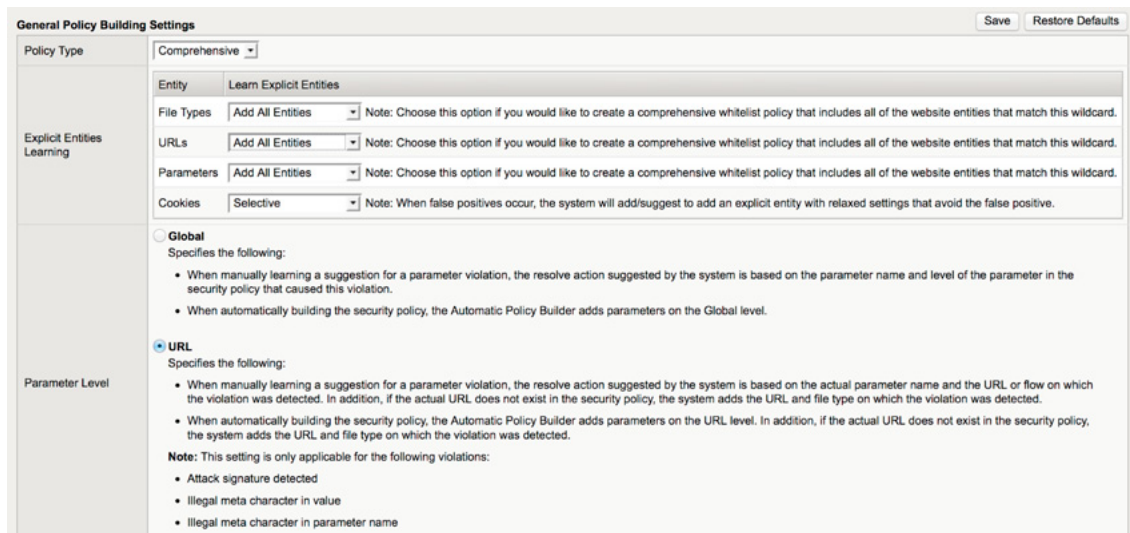 General Policy Building Settings
Save Restore Defaults
Policy Type
Comprehensive
Explicit Entities
Learning
Entity Learn Explicit Entities
File Types Add All Entities Note: Choose this option if you would like to create a comprehensive whitelist policy that includes all of the website entities that match this wildcard.
URLs Add All Entities Note: Choose this option if you would like to create a comprehensive whitelist policy that includes all of the website entities that match this wildcard.
Parameters Add All Entities Note: Choose this option if you would like to create a comprehensive whitelist policy that includes all of the website entities that match this wildcard.
Cookies Selective Note: When false positives occur, the system will add/suggest to add an explicit entity with relaxed settings that avoid the false positive.
Parameter Level
Global
Specifies the following:
• When manually learning a suggestion for a parameter violation, the resolve action suggested by the system is based on the parameter name and level of the parameter in the
security policy that caused this violation.
• When automatically building the security policy, the Automatic Policy Builder adds parameters on the Global level.
URL
Specifies the following:
• When manually learning a suggestion for a parameter violation, the resolve action suggested by the system is based on the actual parameter name and the URL or flow on which
the violation was detected. In addition, if the actual URL does not exist in the security policy, the system adds the URL and file type on which the violation was detected.
• When automatically building the security policy, the Automatic Policy Builder adds parameters on the URL level. In addition, if the actual URL does not exist in the security policy,
the system adds the URL and file type on which the violation was detected.
Note: This setting is only applicable for the following violations:
• Attack signature detected
• Illegal meta character in value
• Illegal meta character in parameter name